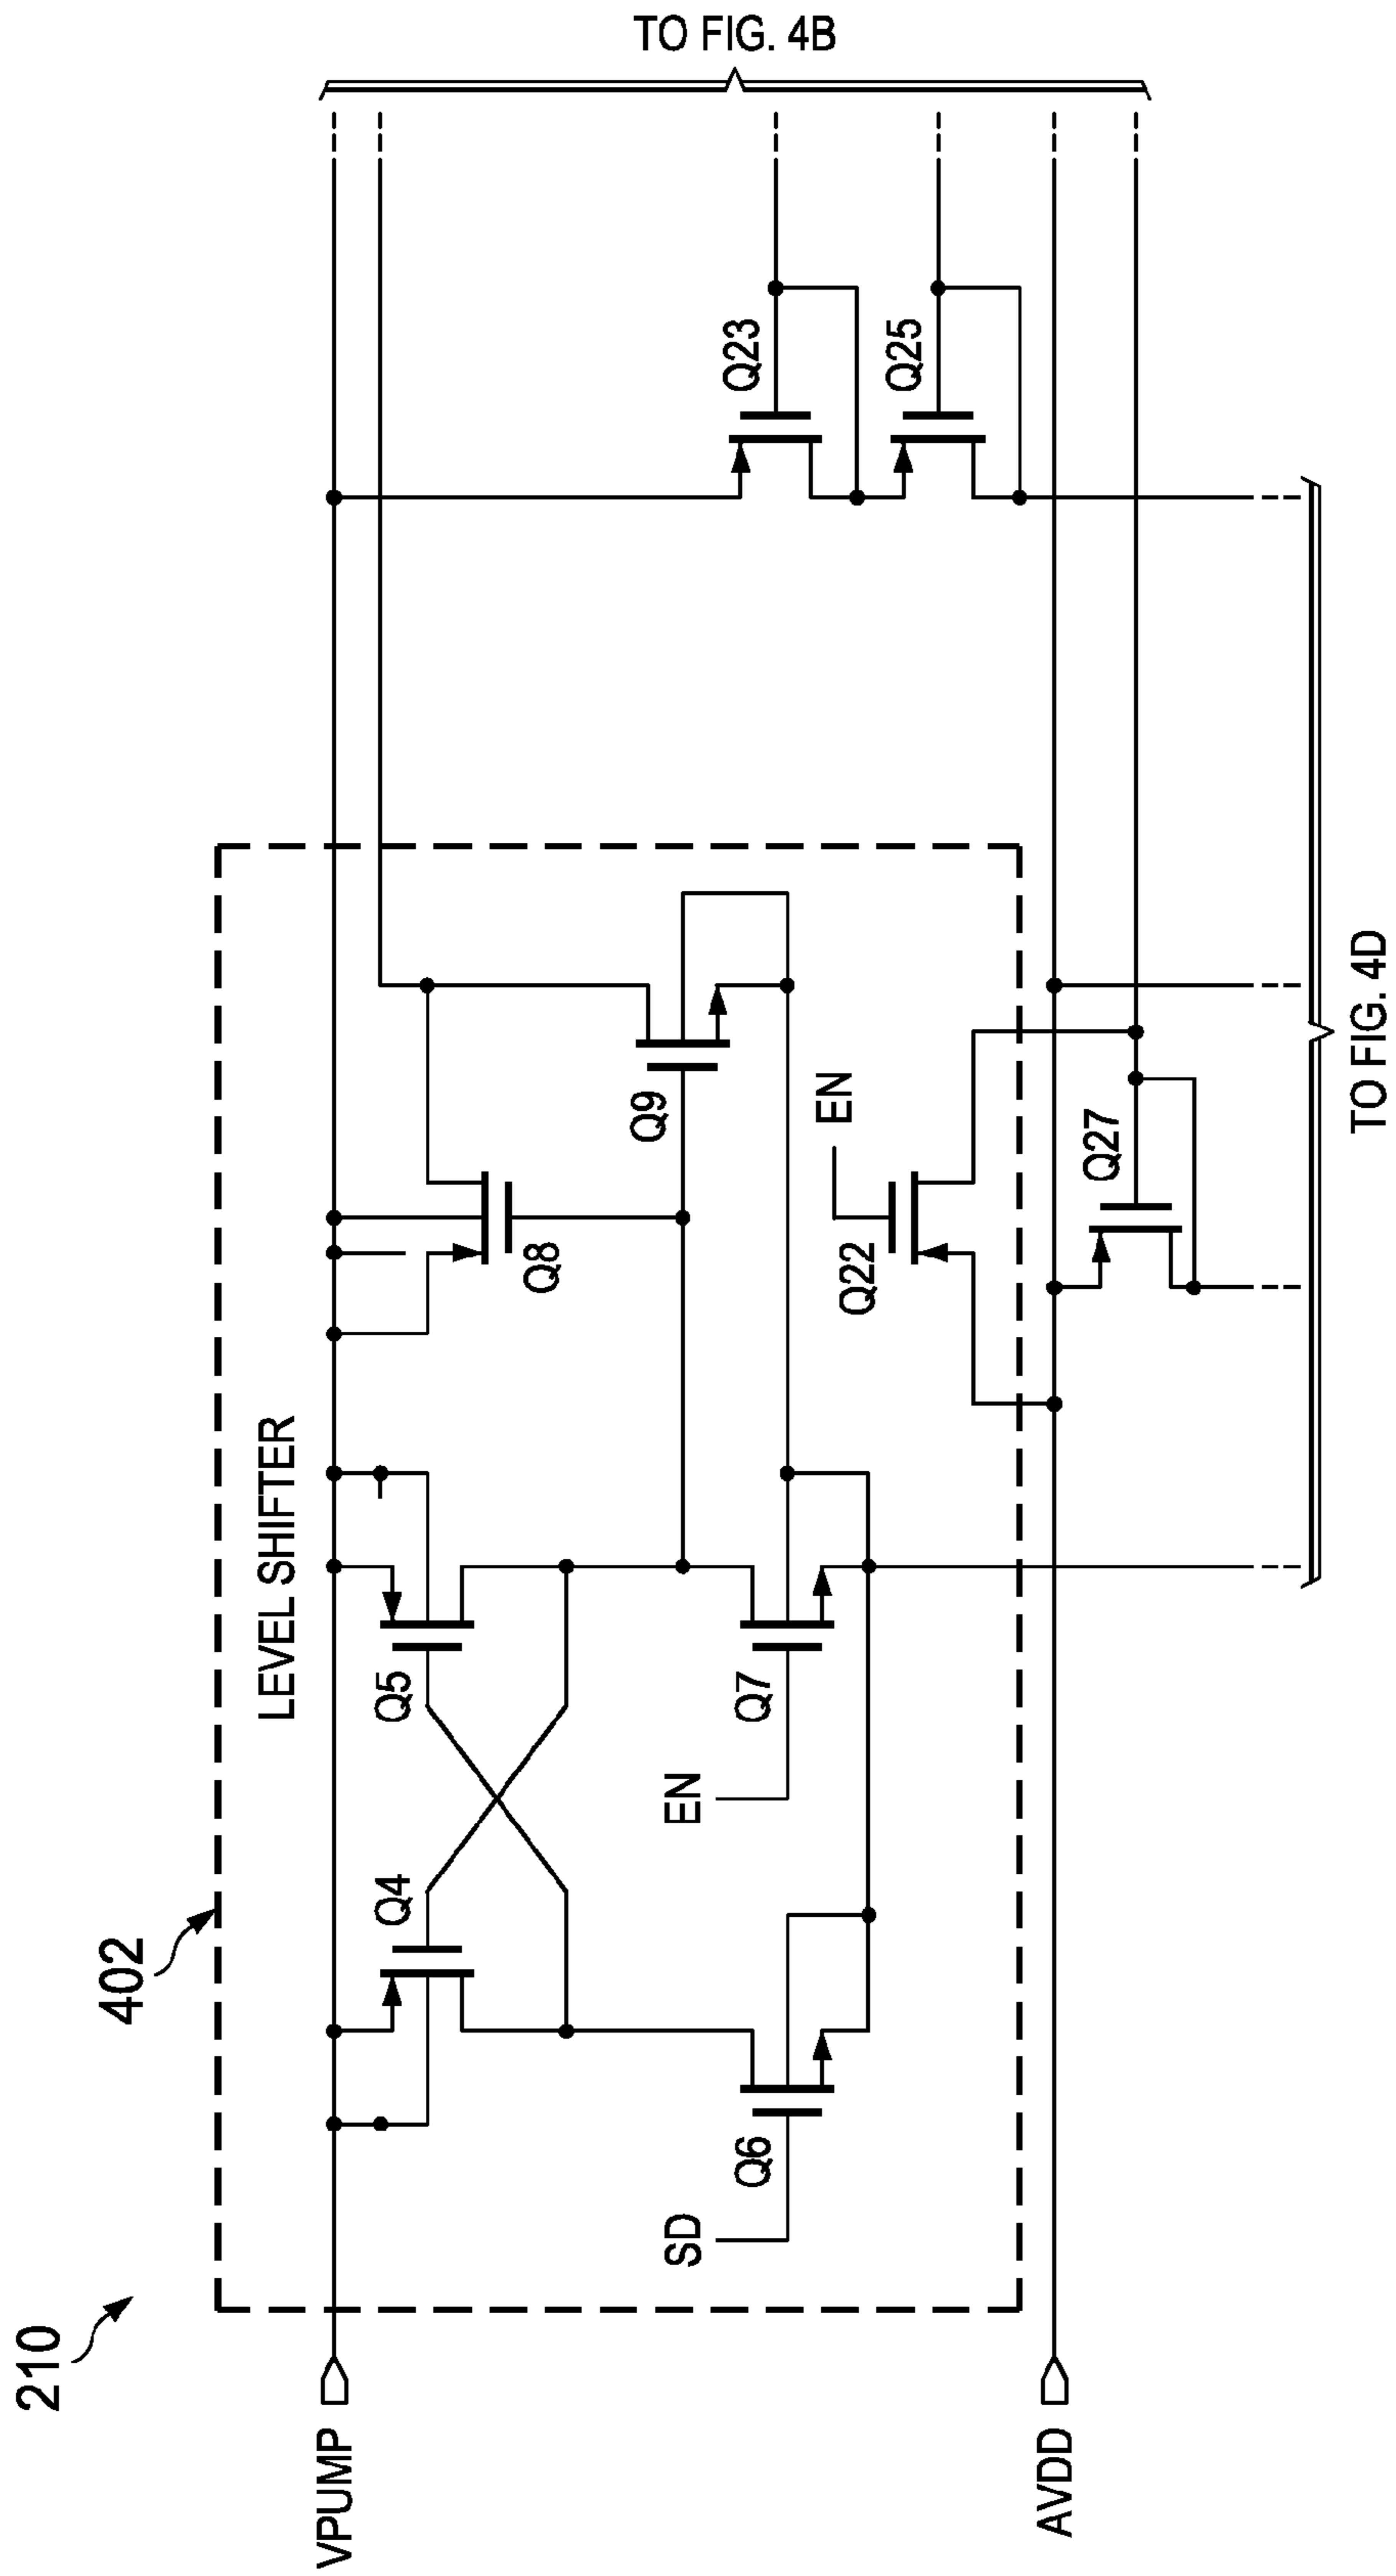 210
402
TO FIG. 4B
VPUMP
LEVEL SHIFTER
Q4
Q5
Q8
Q9
Q23
Q25
SD
Q6
EN
Q7
EN
Q22
AVDD
Q27
TO FIG. 4D